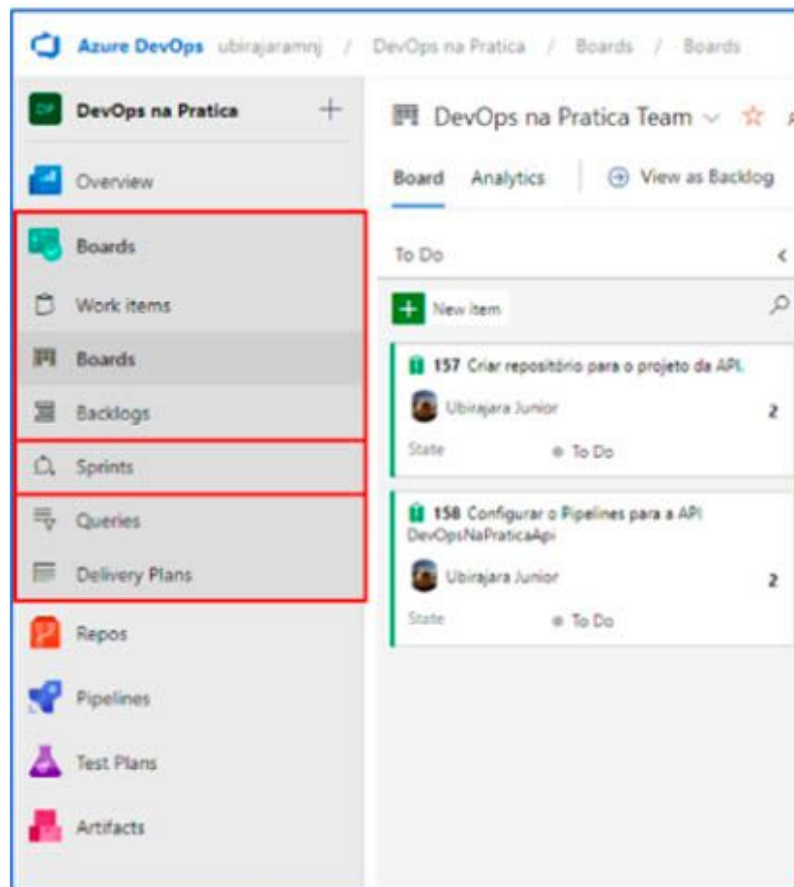 Azure DevOps ubirajaramnj / DevOps na Pratica / Boards / Boards
DP DevOps na Pratica +
Overview
Boards
Work items
Boards
Backlogs
Sprints
Queries
Delivery Plans
Repos
Pipelines
Test Plans
Artifacts
DevOps na Pratica Team
Board Analytics View as Backlog
To Do
New item
157 Criar repositório para o projeto da API.
Ubirajara Junior 2
State To Do
158 Configurar o Pipelines para a API
DevOpsNaPraticaApi
Ubirajara Junior 2
State To Do